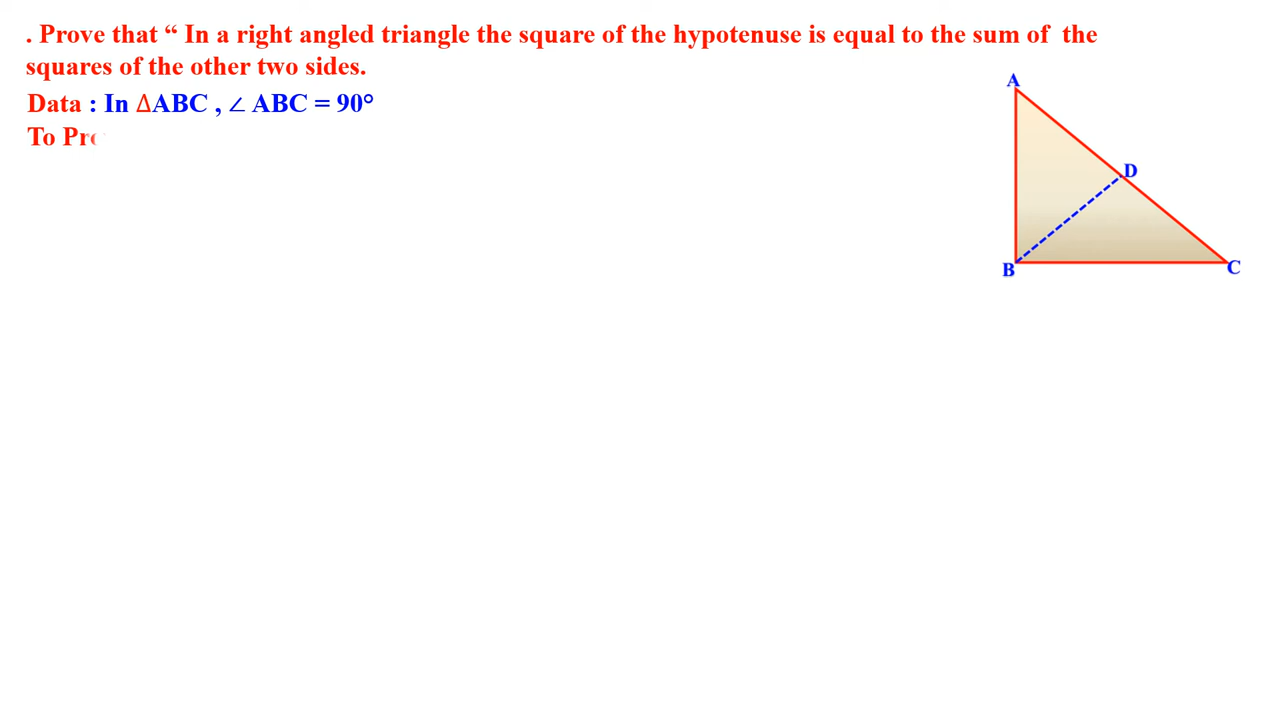 . Prove that “ In a right angled triangle the square of the hypotenuse is equal to the sum of the
squares of the other two sides.
Data : In ΔABC , ∠ ABC = 90°
To Pro
A
D
B
C